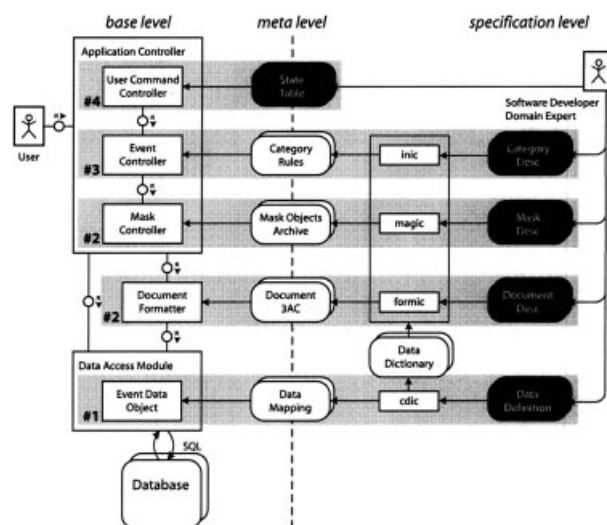 base level
meta level
specification level
Application Controller
User Command
Controller
#4
State
Table
User
Software Developer
Domain Expert
Event
Controller
#3
Category
Rules
inic
Category
Desc
Mask
Controller
#2
Mask Objects
Archive
magic
Mask
Desc
Document
Formatter
#2
Document
3AC
formic
Document
Desc
Data
Dictionary
Data Access Module
Event Data
Object
#1
Data
Mapping
cdic
Data
Definition
SQL
Database